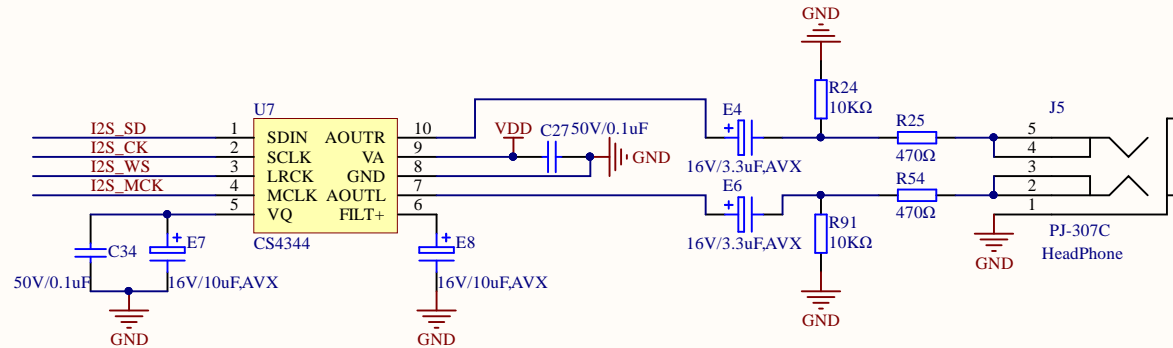 GND
R24
10KΩ
U7
E4
J5
I2S_SD
1
SDIN
AOUTR
10
VDD
C27
50V/0.1uF
+
R25
5
I2S_CK
2
SCLK
VA
9
GND
16V/3.3uF,AVX
470Ω
4
I2S_WS
3
LRCK
GND
8
E6
R54
3
I2S_MCK
4
MCLK
AOUTL
7
+
2
5
VQ
FILT+
6
16V/3.3uF,AVX
R91
10KΩ
470Ω
1
C34
+
E7
CS4344
+
E8
GND
PJ-307C
HeadPhone
50V/0.1uF
16V/10uF,AVX
16V/10uF,AVX
GND
GND
GND